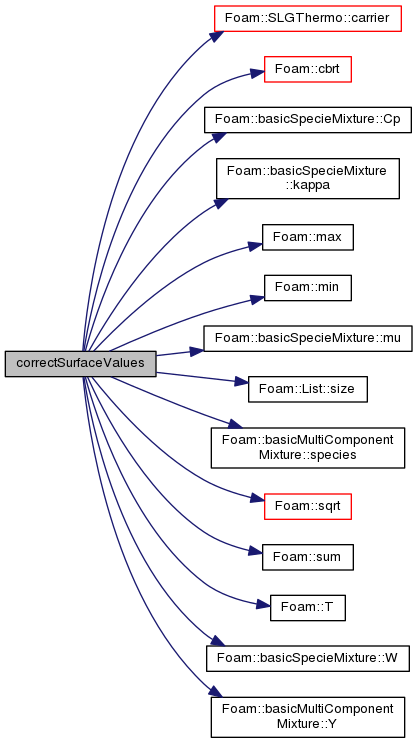 Foam::SLGThermo::carrier
Foam::cbrt
Foam::basicSpecieMixture::Cp
Foam::basicSpecieMixture
::kappa
Foam::max
Foam::min
Foam::basicSpecieMixture::mu
correctSurfaceValues
Foam::List::size
Foam::basicMultiComponent
Mixture::species
Foam::sqrt
Foam::sum
Foam::T
Foam::basicSpecieMixture::W
Foam::basicMultiComponent
Mixture::Y